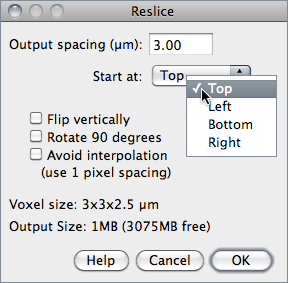 Reslice
Output spacing (µm): 3.00
Start at: Top
✓ Top
Left
Bottom
Right
Flip vertically
Rotate 90 degrees
Avoid interpolation
(use 1 pixel spacing)
Voxel size: 3x3x2.5 µm
Output Size: 1MB (3075MB free)
Help Cancel OK